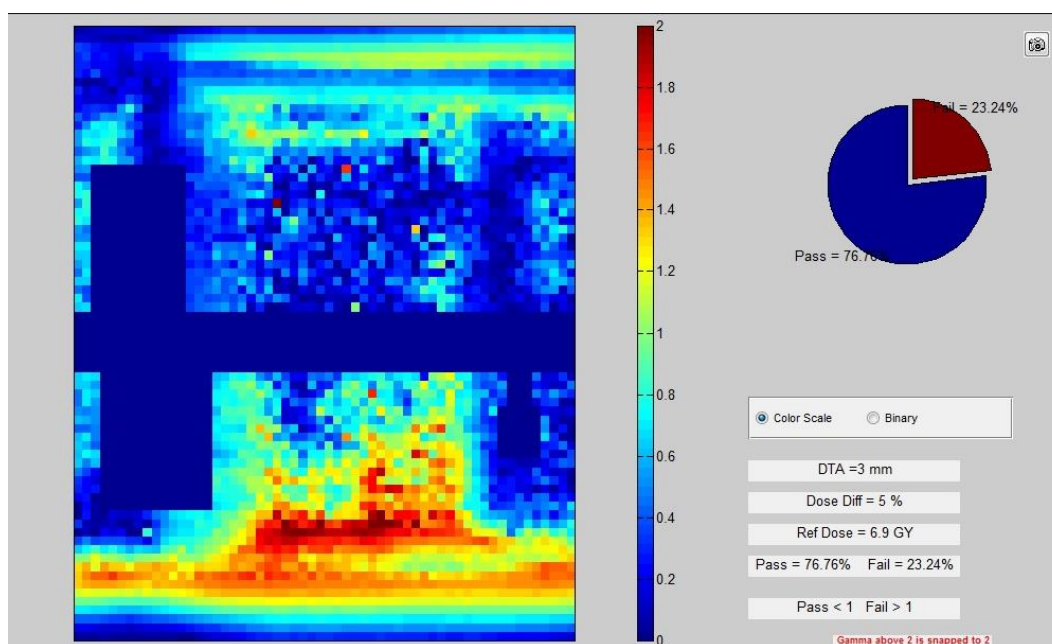 2
1.8
1.6
1.4
1.2
1
0.8
0.6
0.4
0.2
0
Fail = 23.24%
Pass = 76.76%
Color Scale Binary
DTA =3 mm
Dose Diff = 5 %
Ref Dose = 6.9 GY
Pass = 76.76% Fail = 23.24%
Pass < 1 Fail > 1
Gamma above 2 is snapped to 2